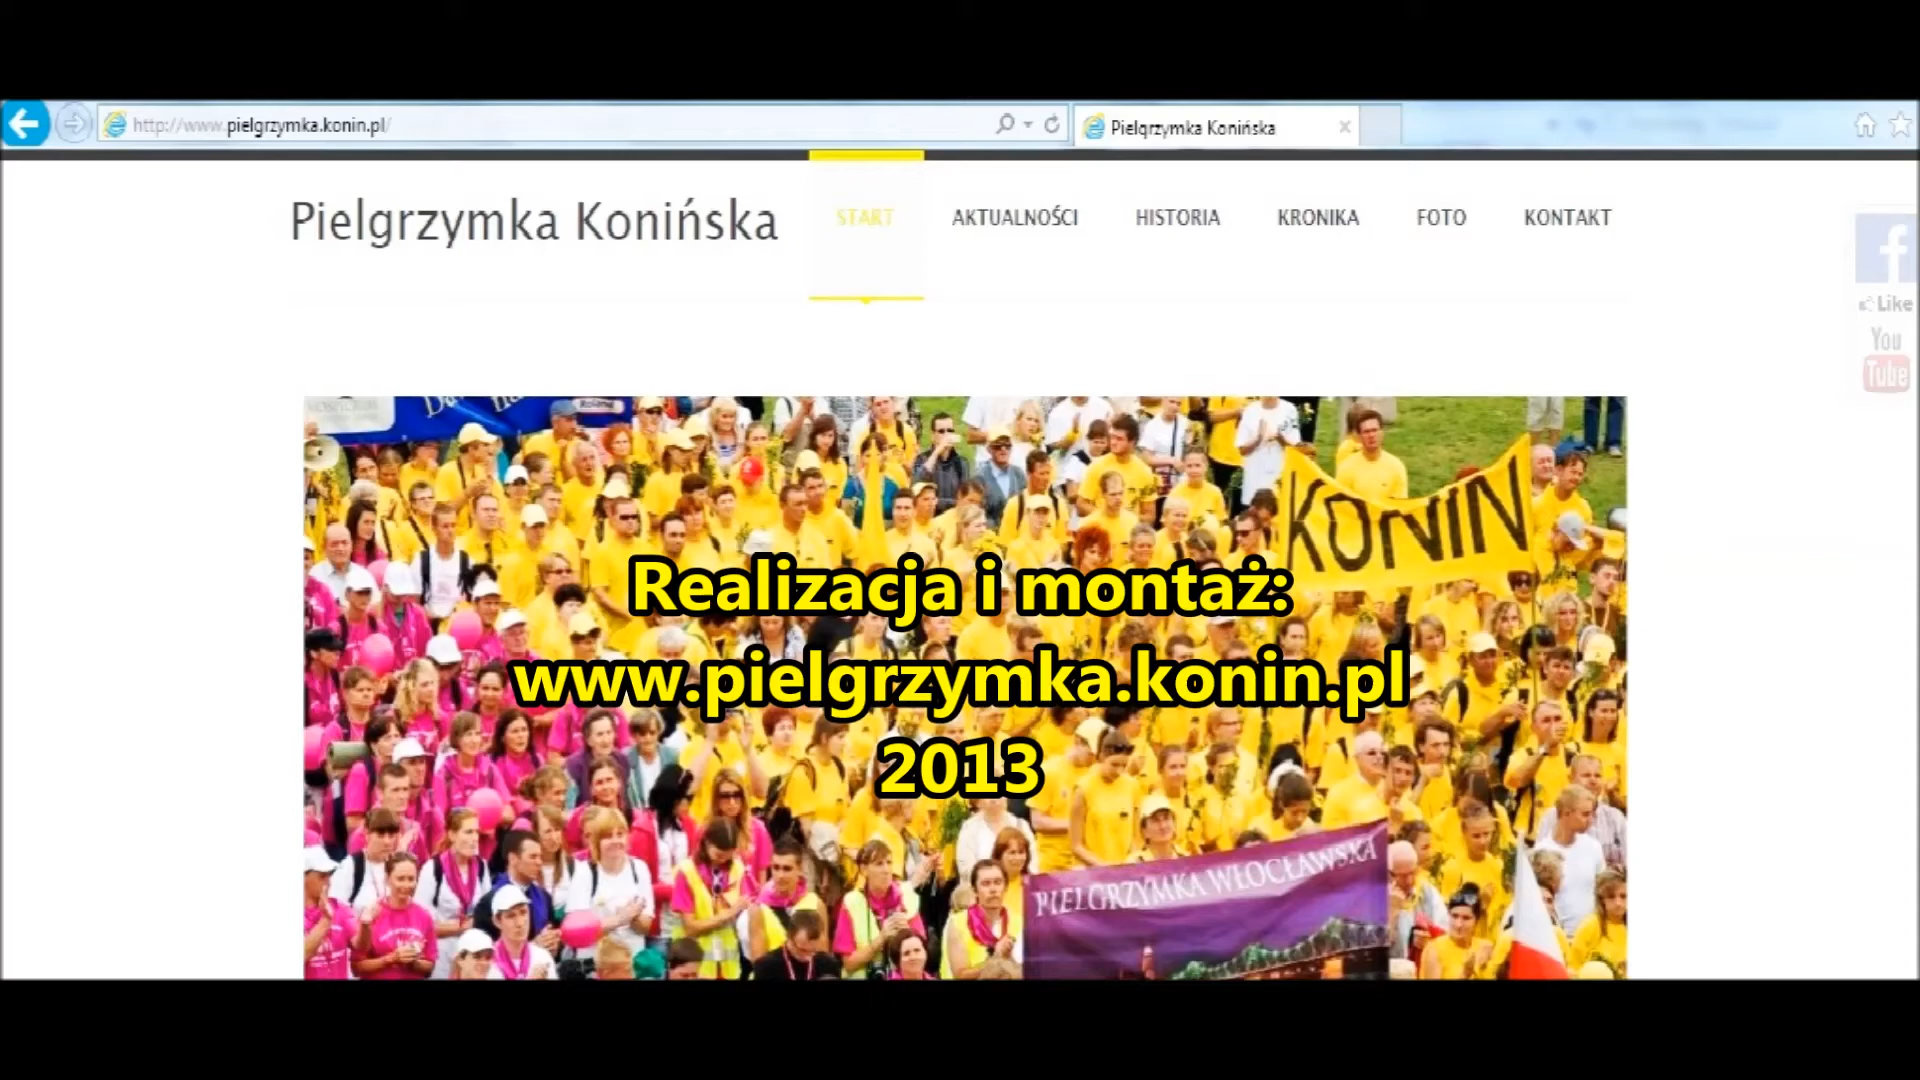 http://www.pielgrzymka.konin.pl/
Pielgrzymka Konińska
Pielgrzymka Konińska
START
AKTUALNOŚCI
HISTORIA
KRONIKA
FOTO
KONTAKT
f
Like
You
Tube
KONIN
Realizacja i montaż:
www.pielgrzymka.konin.pl
2013
PIELGRZYMKA WŁOCŁAWSKA